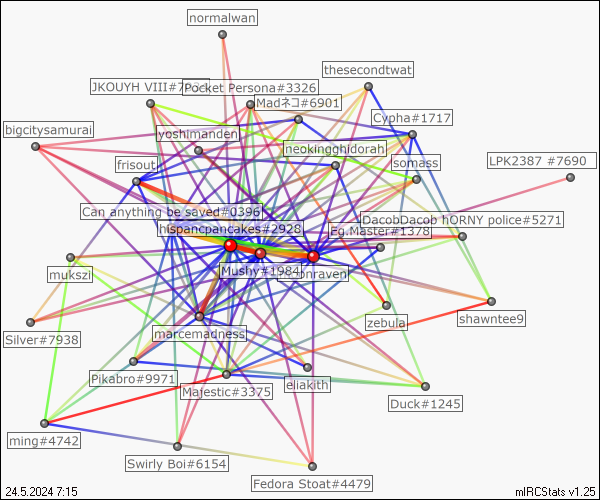 normalwan
thesecondtwat
JKOUYH VIII#7
Pocket Persona#3326
Madネコ#6901
Cypha#1717
bigcitysamurai
yoshimanden
neokingghidorah
frisout
somass
LPK2387 #7690
Can anything be saved#0396
DacobDacob hORNY police#5271
hispancpancakes#2928
Eg.Master#1378
mukszi
Mushy#1984
onraven
marcemadness
zebula
shawntee9
Silver#7938
Pikabro#9971
Majestic#3375
eliakith
Duck#1245
ming#4742
Swirly Boi#6154
Fedora Stoat#4479
24.5.2024 7:15
mIRCStats v1.25